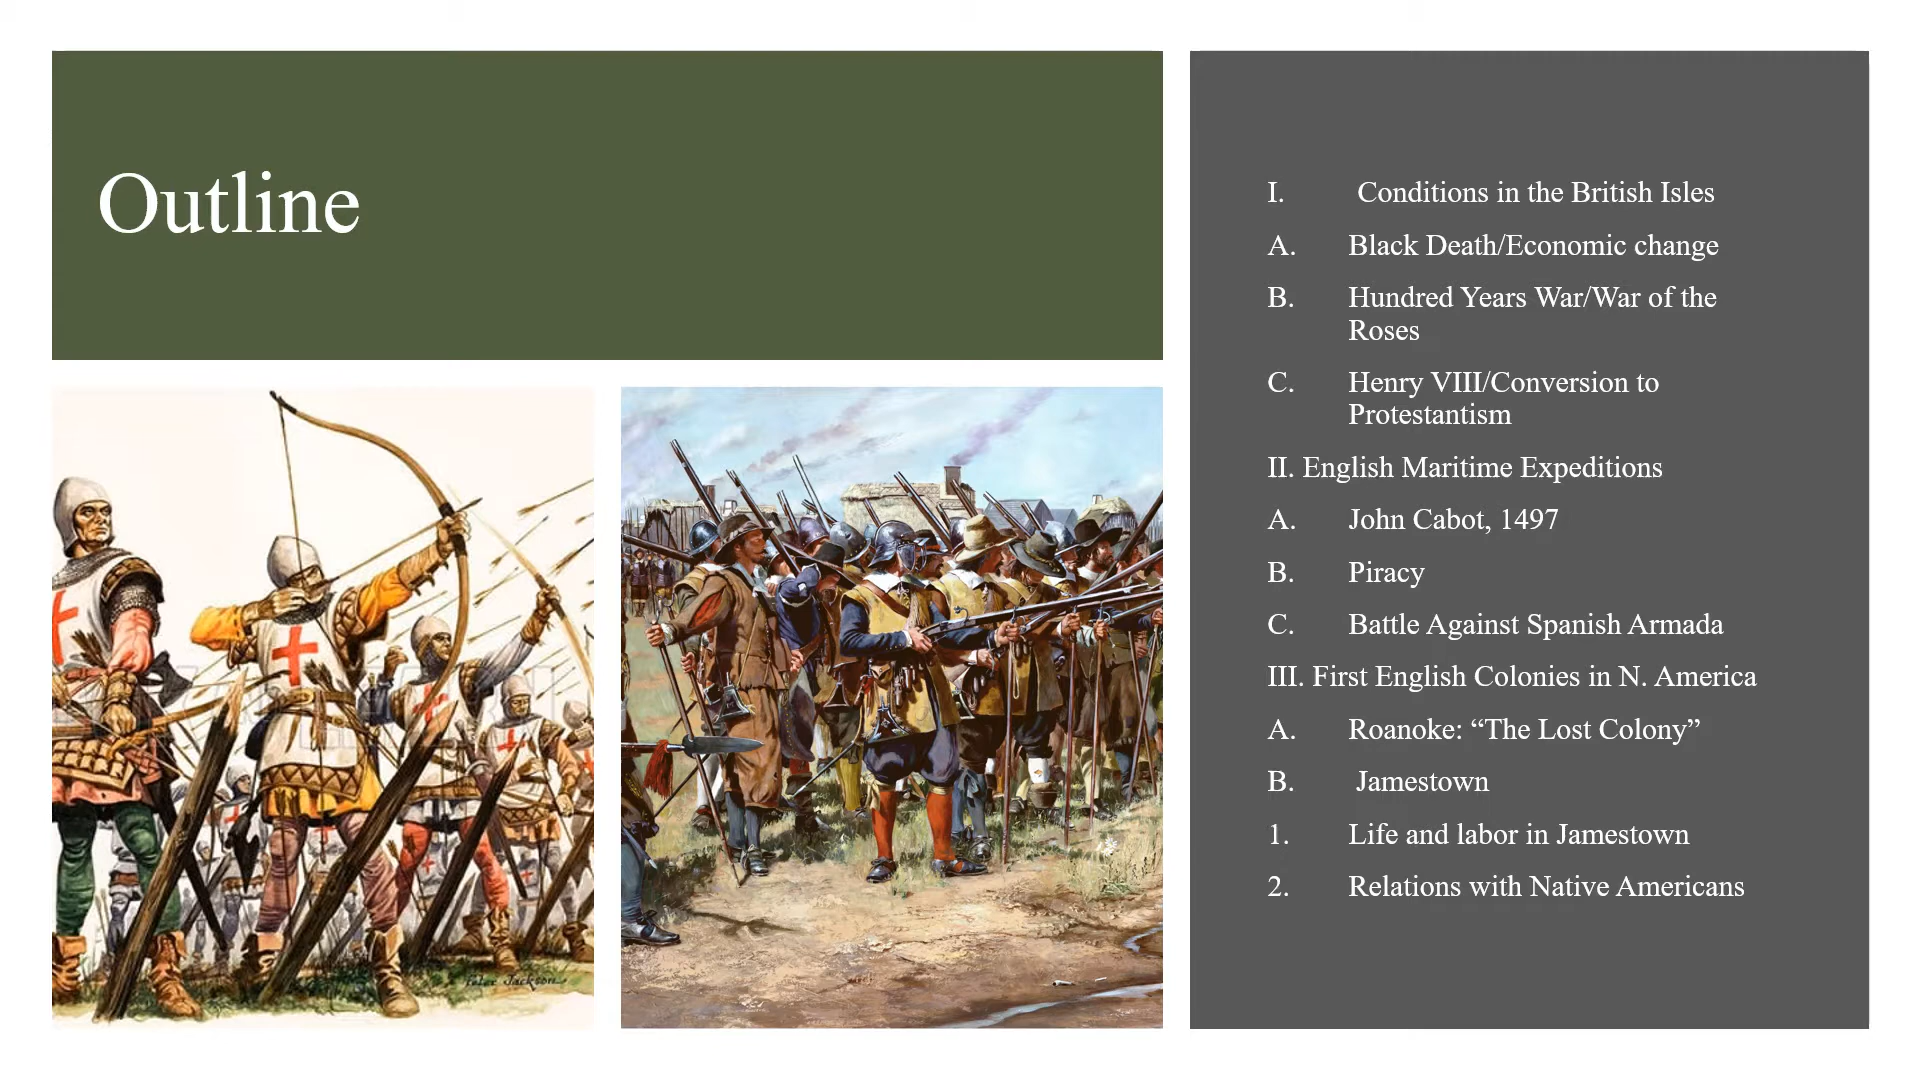 Outline
I. Conditions in the British Isles
A. Black Death/Economic change
B. Hundred Years War/War of the
Roses
C. Henry VIII/Conversion to
Protestantism
II. English Maritime Expeditions
A. John Cabot, 1497
B. Piracy
C. Battle Against Spanish Armada
III. First English Colonies in N. America
A. Roanoke: “The Lost Colony”
B. Jamestown
1. Life and labor in Jamestown
2. Relations with Native Americans
Peter Jackson